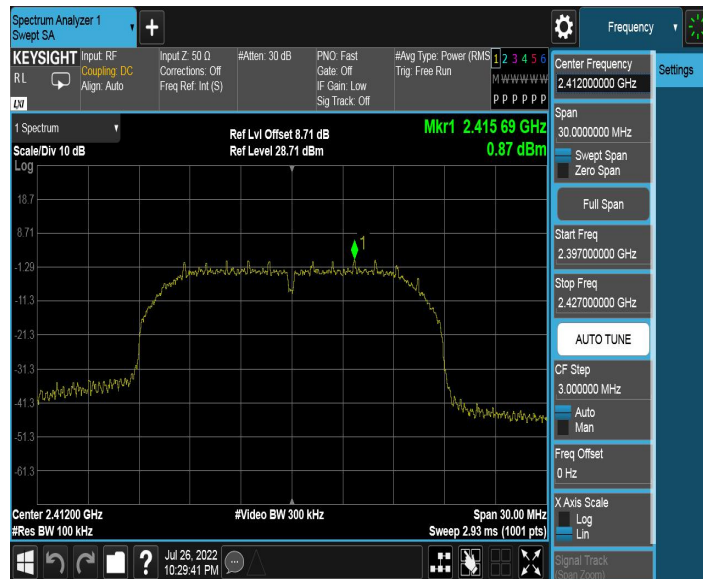 Spectrum Analyzer 1
Swept SA
Frequency
KEYSIGHT
RL
LXI
Input: RF
Coupling: DC
Align: Auto
Input Z: 50 Ω
Corrections: Off
Freq Ref: Int (S)
#Atten: 30 dB
PNO: Fast
Gate: Off
IF Gain: Low
Sig Track: Off
#Avg Type: Power (RMS
Trig: Free Run
1 2 3 4 5 6
M W W W W W
P P P P P P
1 Spectrum
Scale/Div 10 dB
Log
Ref Lvl Offset 8.71 dB
Ref Level 28.71 dBm
Mkr1 2.415 69 GHz
0.87 dBm
18.7
8.71
-1.29
-11.3
-21.3
-31.3
-41.3
-51.3
-61.3
1
Center 2.41200 GHz
#Res BW 100 kHz
#Video BW 300 kHz
Span 30.00 MHz
Sweep 2.93 ms (1001 pts)
Jul 26, 2022
10:29:41 PM
Center Frequency
2.412000000 GHz
Span
30.0000000 MHz
Swept Span
Zero Span
Full Span
Start Freq
2.397000000 GHz
Stop Freq
2.427000000 GHz
AUTO TUNE
CF Step
3.000000 MHz
Auto
Man
Freq Offset
0 Hz
X Axis Scale
Log
Lin
Signal Track
(Span Zoom)
Settings